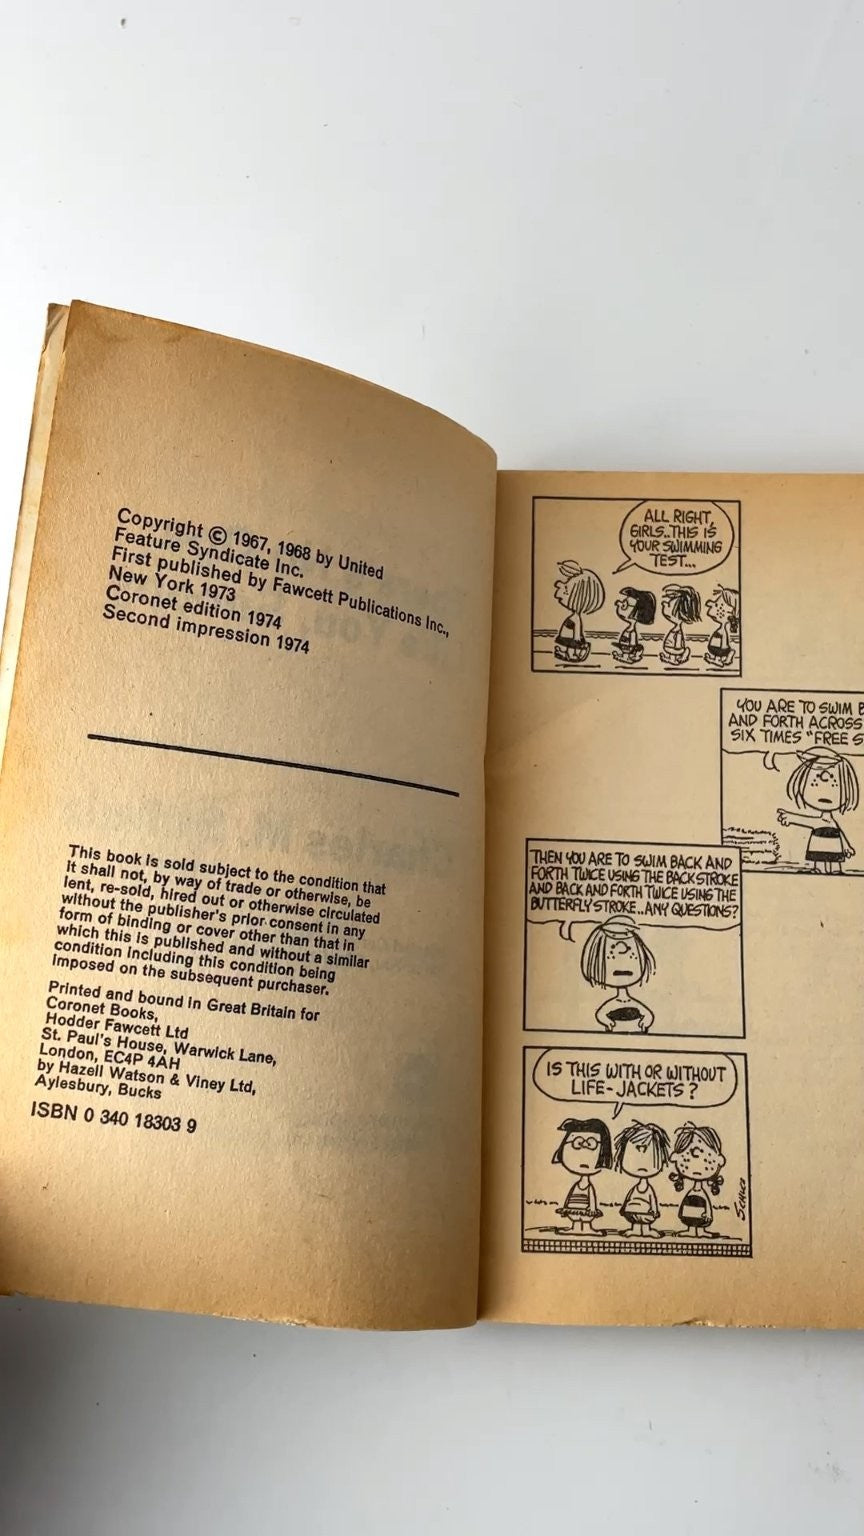 Copyright © 1967, 1968 by United
Feature Syndicate Inc.
First published by Fawcett Publications Inc.,
New York 1973
Coronet edition 1974
Second impression 1974
This book is sold subject to the condition that
it shall not, by way of trade or otherwise, be
lent, re-sold, hired out or otherwise circulated
without the publisher's prior consent in any
form of binding or cover other than that in
which this is published and without a similar
condition including this condition being
imposed on the subsequent purchaser.
Printed and bound in Great Britain for
Coronet Books,
Hodder Fawcett Ltd
St. Paul's House, Warwick Lane,
London, EC4P 4AH
by Hazell Watson & Viney Ltd,
Aylesbury, Bucks
ISBN 0 340 18303 9
ALL RIGHT,
GIRLS..THIS IS
YOUR SWIMMING
TEST...
YOU ARE TO SWIM
AND FORTH ACROSS
SIX TIMES "FREE
THEN YOU ARE TO SWIM BACK AND
FORTH TWICE USING THE BACK STROKE
AND BACK AND FORTH TWICE USING THE
BUTTERFLY STROKE..ANY QUESTIONS?
IS THIS WITH OR WITHOUT
LIFE-JACKETS?
SCHULZ